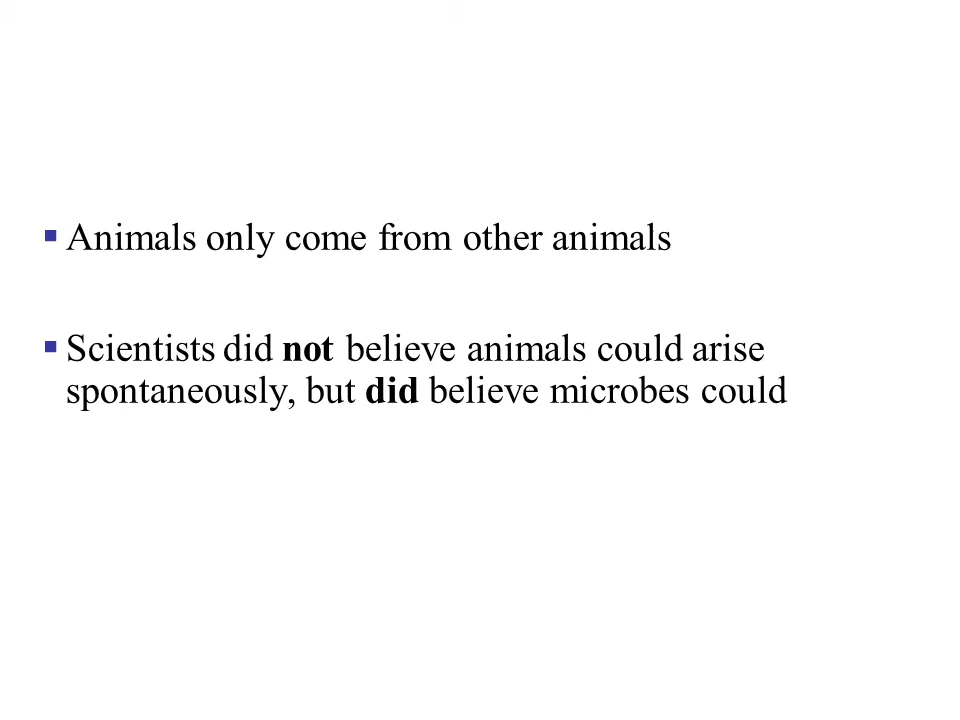 ▪ Animals only come from other animals
▪ Scientists did not believe animals could arise
spontaneously, but did believe microbes could